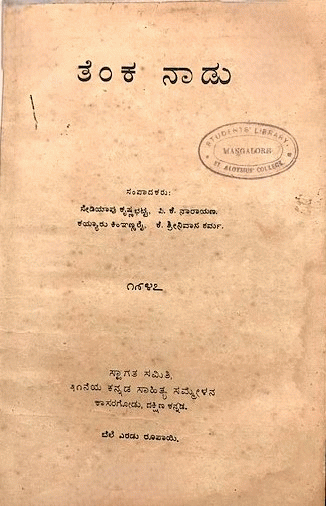 ತೆಂಕ ನಾಡು
STUDENTS' LIBRARY,
MANGALORE
ST. ALOYSIUS' COLLEGE
ಸಂಪಾದಕರು:
ಸೇಡಿಯಾಪು ಕೃಷ್ಣಭಟ್ಟ, ಪಿ. ಕೆ. ನಾರಾಯಣ.
ಕಯ್ಯಾರು ಕಿಂಞಣ್ಣರೈ, ಕೆ. ಶ್ರೀನಿವಾಸ ಕರ್ಮ.
೧೯೪೭
ಸ್ವಾಗತ ಸಮಿತಿ,
೩೧ನೆಯ ಕನ್ನಡ ಸಾಹಿತ್ಯ ಸಮ್ಮೇಳನ
ಕಾಸರಗೋಡು, ದಕ್ಷಿಣ ಕನ್ನಡ.
ಬೆಲೆ ಎರಡು ರೂಪಾಯಿ.